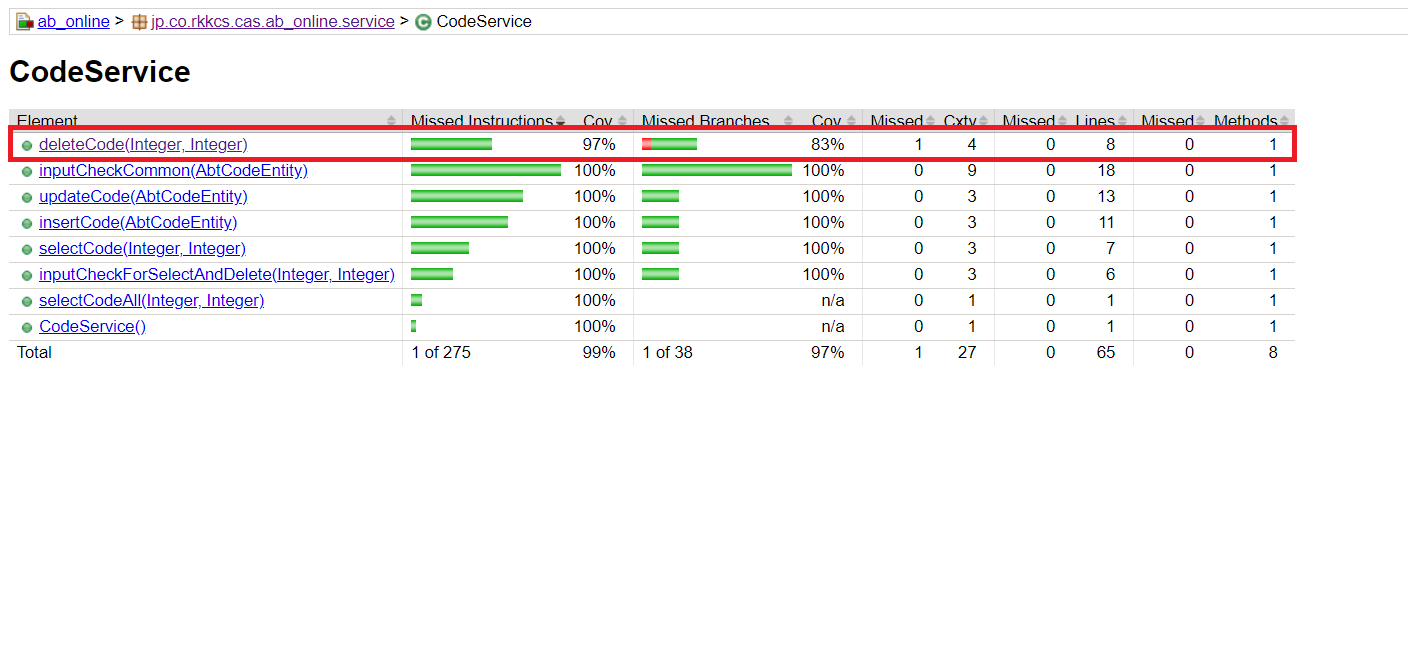 ab_online > jp.co.rkkcs.cas.ab_online.service > CodeService
CodeService
Element Missed Instructions Cov. Missed Branches Cov. Missed Cxty Missed Lines Missed Methods
deleteCode(Integer, Integer) 97% 83% 1 4 0 8 0 1
inputCheckCommon(AbtCodeEntity) 100% 100% 0 9 0 18 0 1
updateCode(AbtCodeEntity) 100% 100% 0 3 0 13 0 1
insertCode(AbtCodeEntity) 100% 100% 0 3 0 11 0 1
selectCode(Integer, Integer) 100% 100% 0 3 0 7 0 1
inputCheckForSelectAndDelete(Integer, Integer) 100% 100% 0 3 0 6 0 1
selectCodeAll(Integer, Integer) 100% n/a 0 1 0 1 0 1
CodeService() 100% n/a 0 1 0 1 0 1
Total 1 of 275 99% 1 of 38 97% 1 27 0 65 0 8